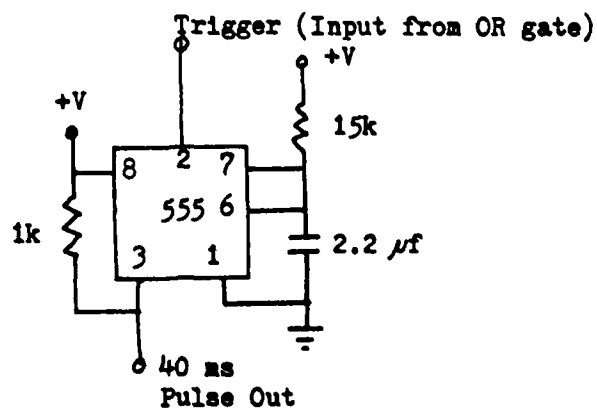 Trigger (Input from OR gate)
+V
+V
15k
8
2
7
555
6
1k
3
1
2.2 µf
40 ms
Pulse Out